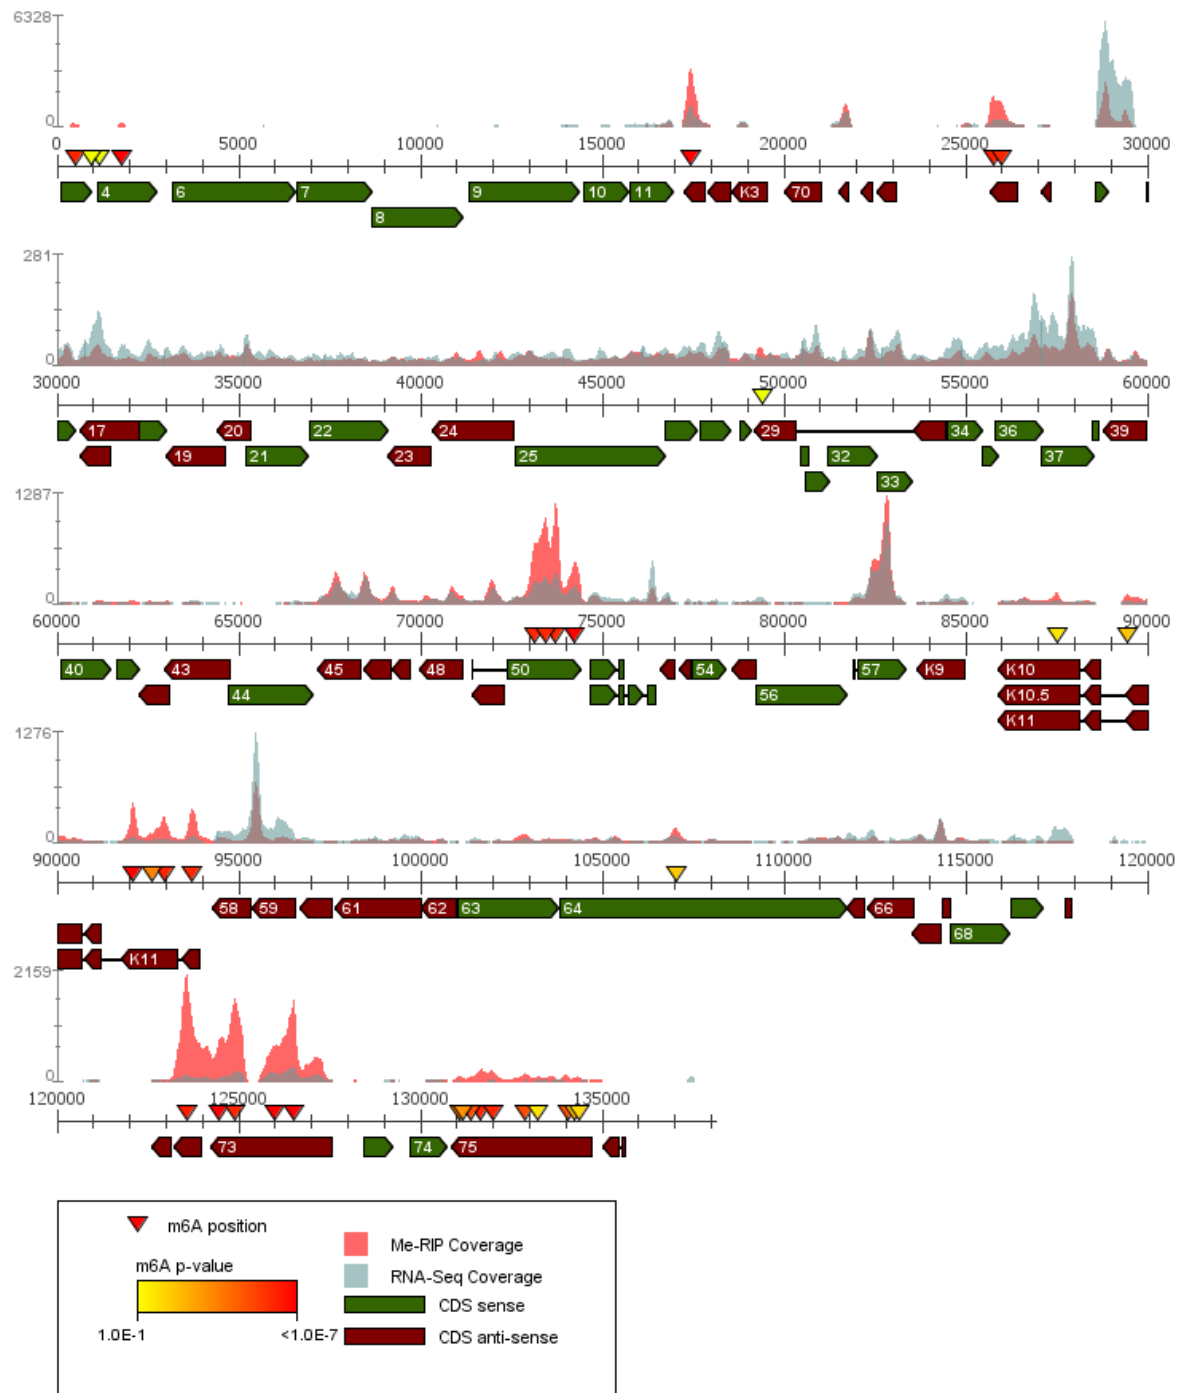 6328
0
0 5000 10000 15000 20000 25000 30000
4 6 7 9 10 11 K3 70
8
281
0
30000 35000 40000 45000 50000 55000 60000
17 20 22 24 29 34 36 39
19 21 23 25 32 37
33
1287
0
60000 65000 70000 75000 80000 85000 90000
40 43 45 48 50 54 57 K9 K10
44 56 K10.5
K11
1276
0
90000 95000 100000 105000 110000 115000 120000
58 59 61 62 63 64 66
68
K11
2159
0
120000 125000 130000 135000
73 74 75
m6A position
m6A p-value
1.0E-1 <1.0E-7
Me-RIP Coverage
RNA-Seq Coverage
CDS sense
CDS anti-sense